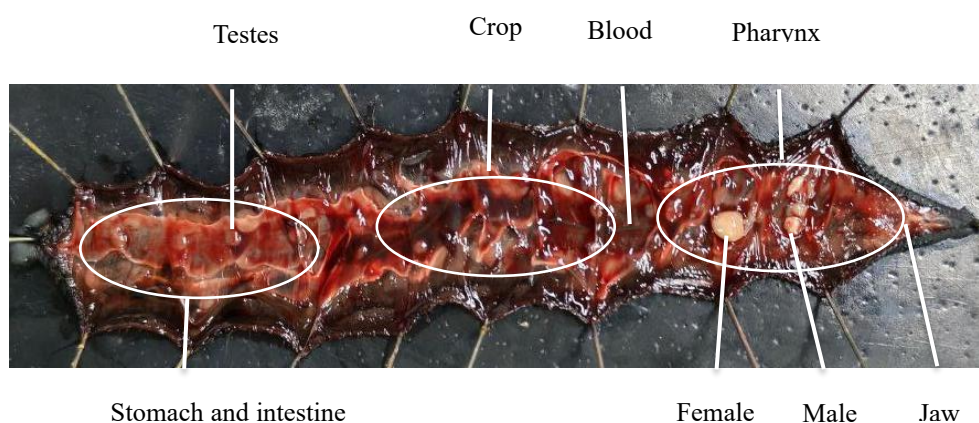 Testes
Crop
Blood
Pharynx
Stomach and intestine
Female
Male
Jaw